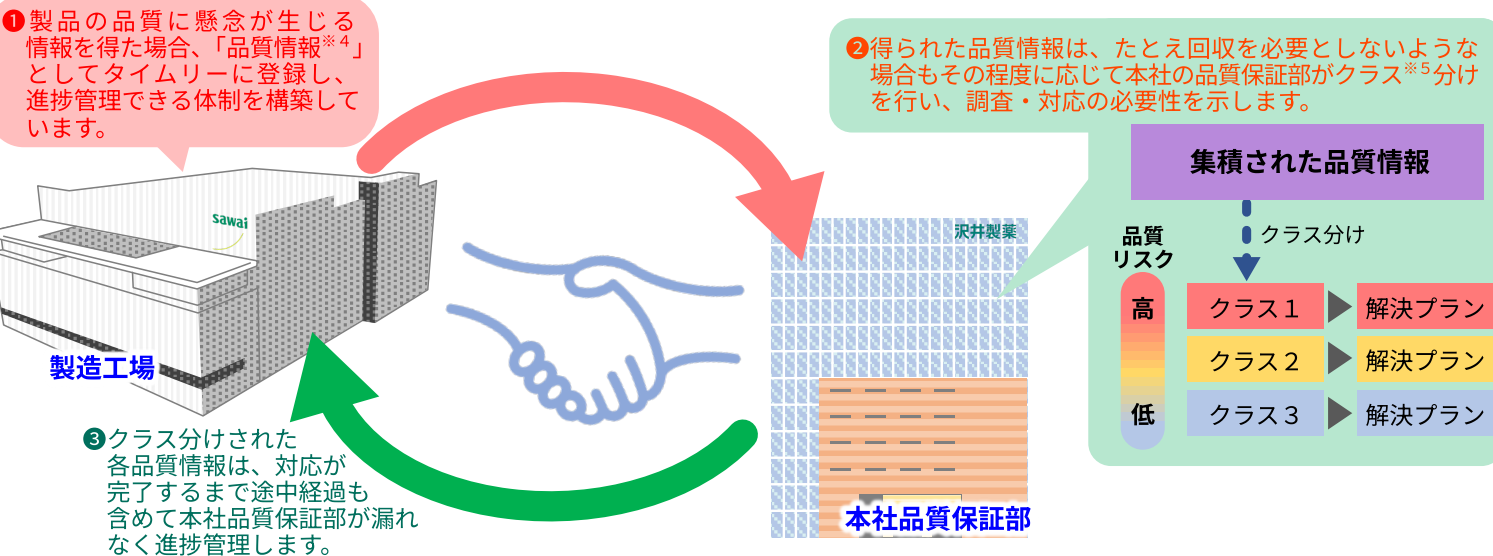 ❶製品の品質に懸念が生じる
情報を得た場合、「品質情報※４」
としてタイムリーに登録し、
進捗管理できる体制を構築して
います。
❷得られた品質情報は、たとえ回収を必要としないような
場合もその程度に応じて本社の品質保証部がクラス※５分け
を行い、調査・対応の必要性を示します。
集積された品質情報
クラス分け
品質
リスク
高
クラス１
解決プラン
クラス２
解決プラン
低
クラス３
解決プラン
sawai
沢井製薬
製造工場
本社品質保証部
❸クラス分けされた
各品質情報は、対応が
完了するまで途中経過も
含めて本社品質保証部が漏れ
なく進捗管理します。